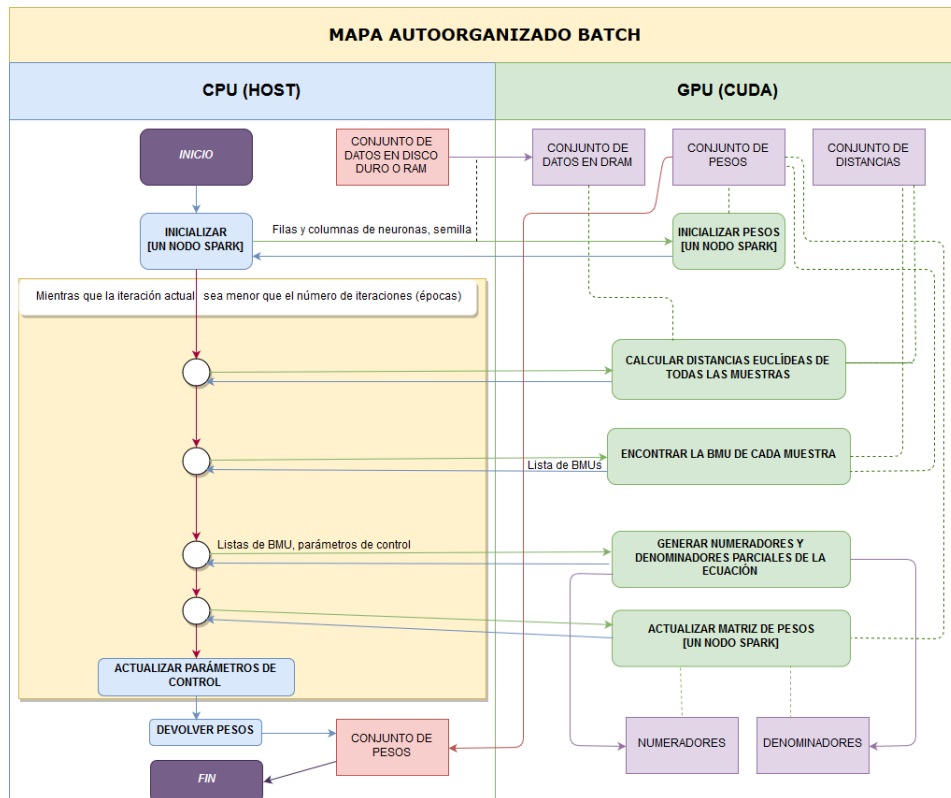 MAPA AUTOORGANIZADO BATCH
CPU (HOST)
GPU (CUDA)
INICIO
CONJUNTO DE
DATOS EN DISCO
DURO O RAM
CONJUNTO DE
DATOS EN DRAM
CONJUNTO DE
PESOS
CONJUNTO DE
DISTANCIAS
INICIALIZAR
[UN NODO SPARK]
Filas y columnas de neuronas, semilla
INICIALIZAR PESOS
[UN NODO SPARK]
Mientras que la iteración actual sea menor que el número de iteraciones (épocas)
CALCULAR DISTANCIAS EUCLÍDEAS DE
TODAS LAS MUESTRAS
ENCONTRAR LA BMU DE CADA MUESTRA
Lista de BMUs
Listas de BMU, parámetros de control
GENERAR NUMERADORES Y
DENOMINADORES PARCIALES DE LA
ECUACIÓN
ACTUALIZAR MATRIZ DE PESOS
[UN NODO SPARK]
ACTUALIZAR PARÁMETROS DE
CONTROL
DEVOLVER PESOS
CONJUNTO DE
PESOS
NUMERADORES
DENOMINADORES
FIN